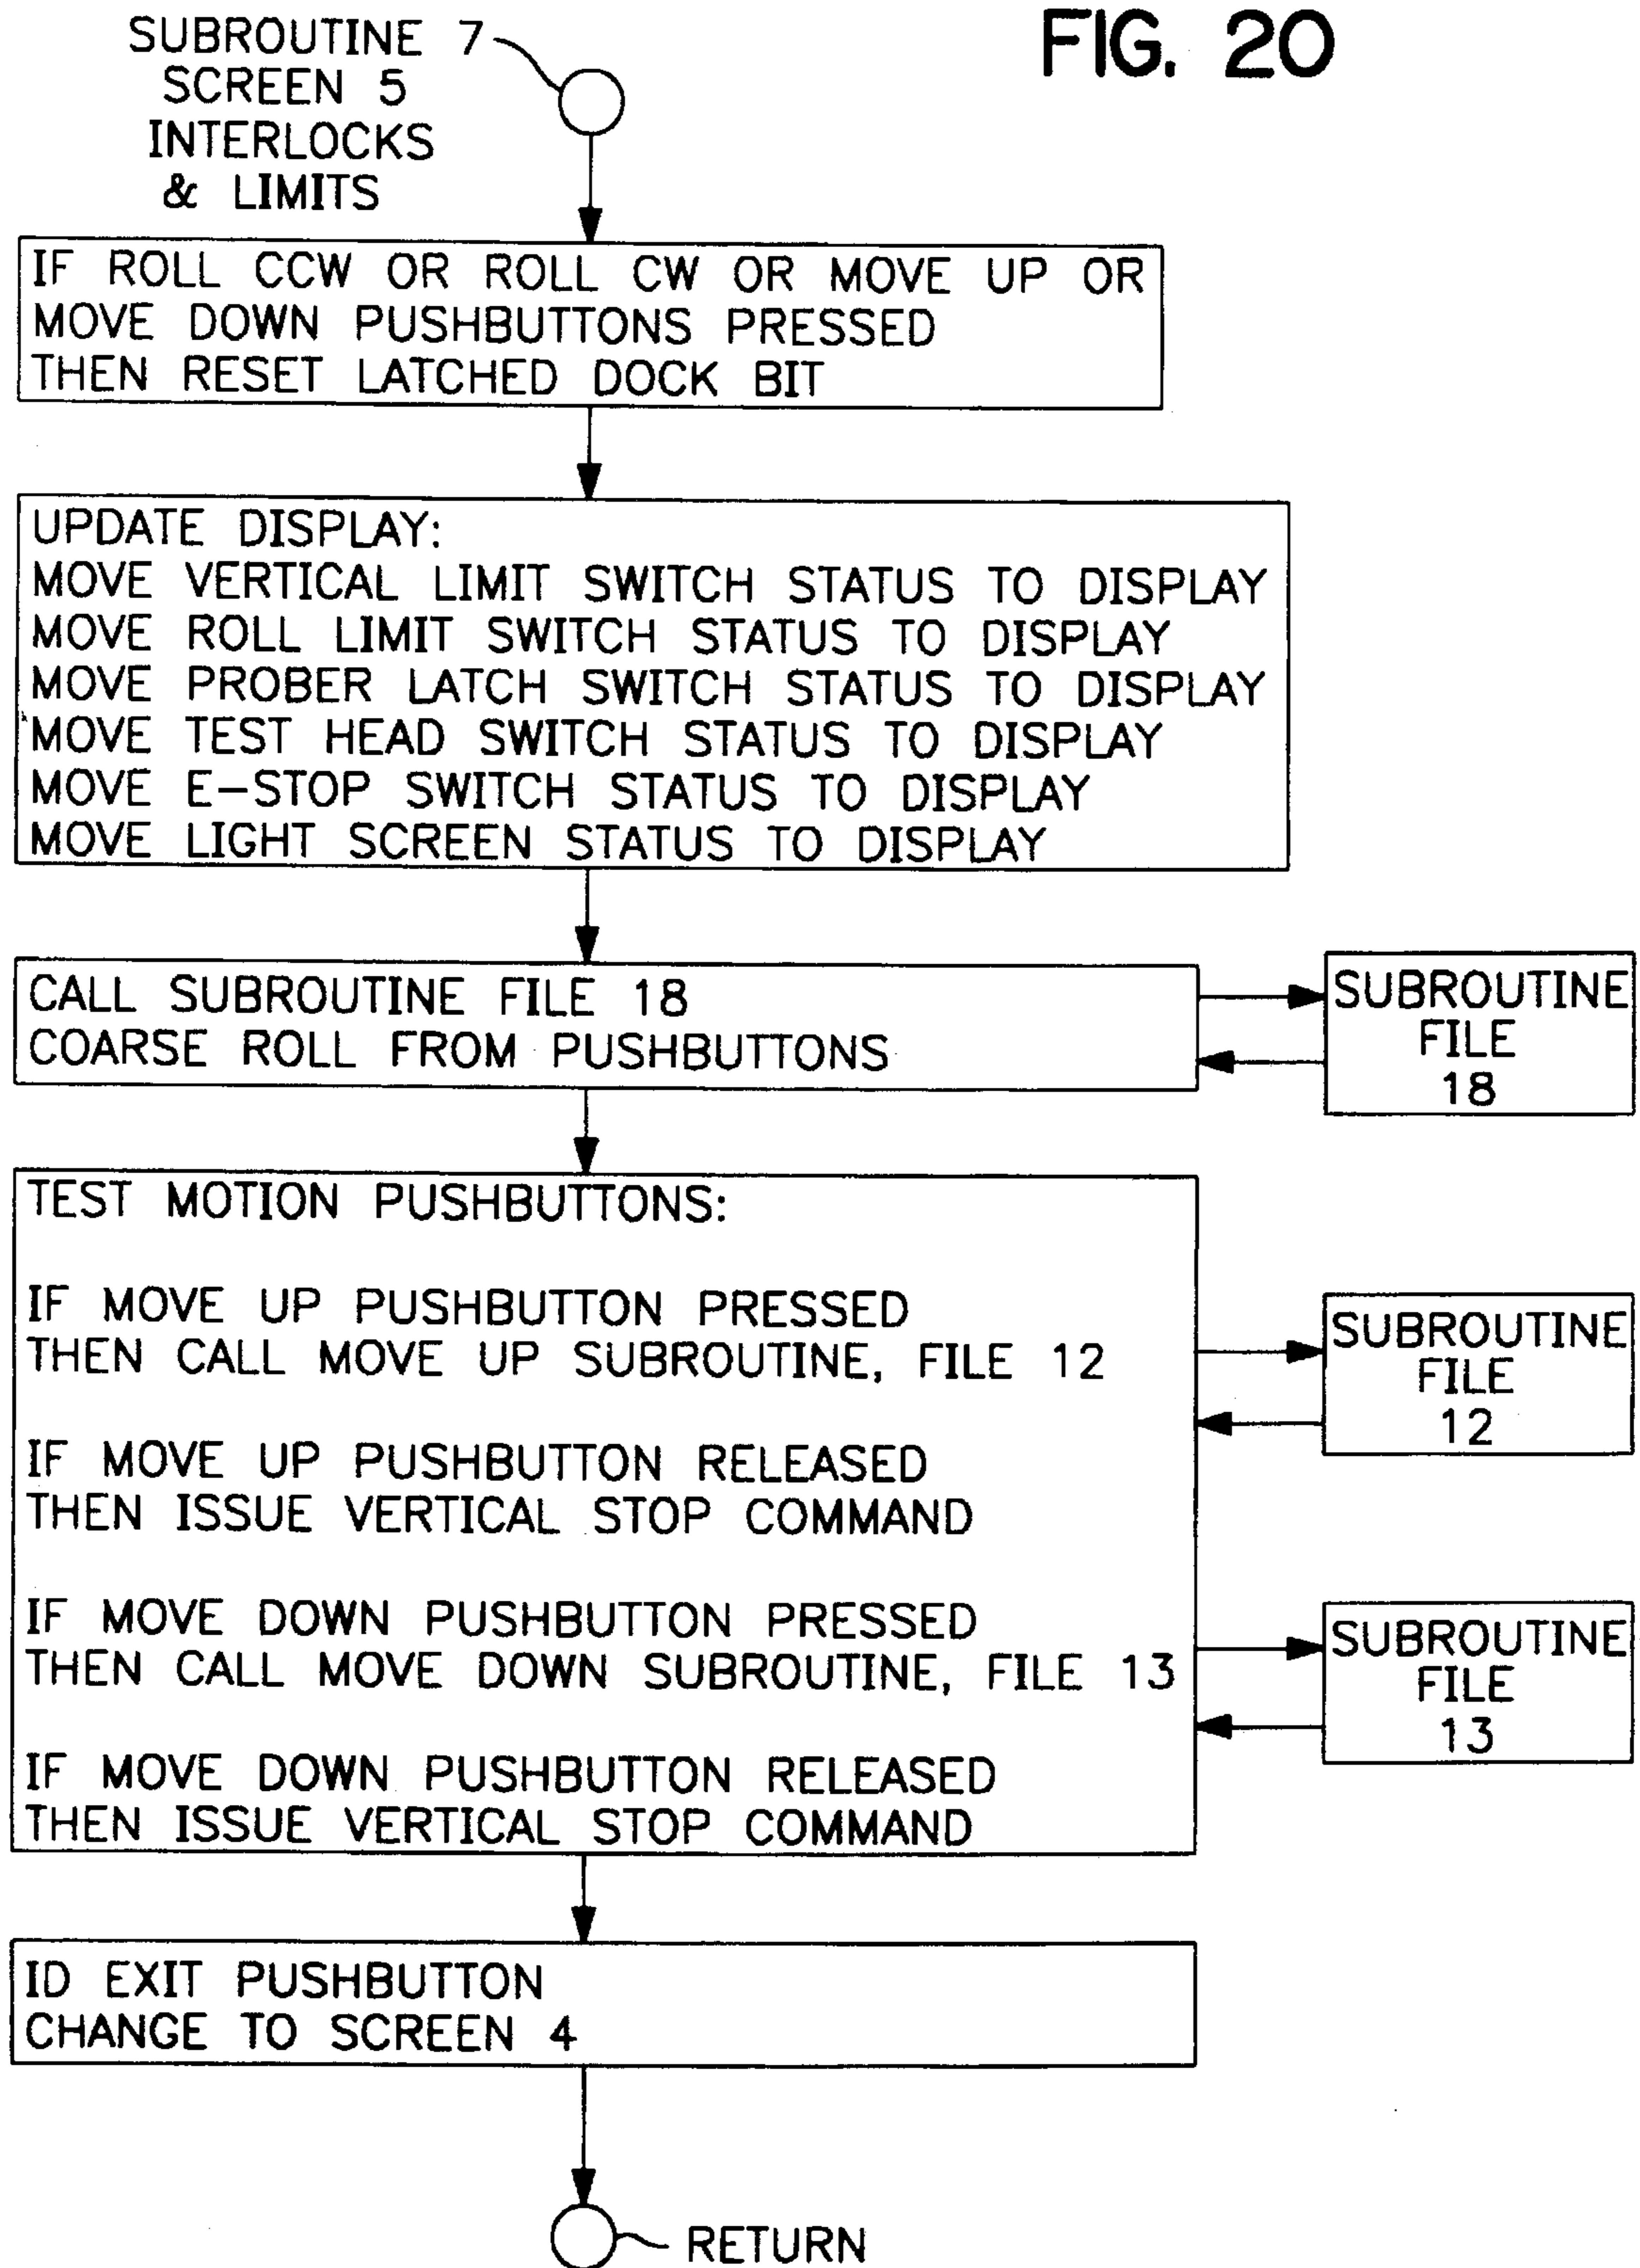 FIG. 20
SUBROUTINE 7
SCREEN 5
INTERLOCKS
& LIMITS
IF ROLL CCW OR ROLL CW OR MOVE UP OR
MOVE DOWN PUSHBUTTONS PRESSED
THEN RESET LATCHED DOCK BIT
UPDATE DISPLAY:
MOVE VERTICAL LIMIT SWITCH STATUS TO DISPLAY
MOVE ROLL LIMIT SWITCH STATUS TO DISPLAY
MOVE PROBER LATCH SWITCH STATUS TO DISPLAY
MOVE TEST HEAD SWITCH STATUS TO DISPLAY
MOVE E-STOP SWITCH STATUS TO DISPLAY
MOVE LIGHT SCREEN STATUS TO DISPLAY
CALL SUBROUTINE FILE 18
COARSE ROLL FROM PUSHBUTTONS
SUBROUTINE
FILE
18
TEST MOTION PUSHBUTTONS:
IF MOVE UP PUSHBUTTON PRESSED
THEN CALL MOVE UP SUBROUTINE, FILE 12
SUBROUTINE
FILE
12
IF MOVE UP PUSHBUTTON RELEASED
THEN ISSUE VERTICAL STOP COMMAND
IF MOVE DOWN PUSHBUTTON PRESSED
THEN CALL MOVE DOWN SUBROUTINE, FILE 13
SUBROUTINE
FILE
13
IF MOVE DOWN PUSHBUTTON RELEASED
THEN ISSUE VERTICAL STOP COMMAND
ID EXIT PUSHBUTTON
CHANGE TO SCREEN 4
RETURN